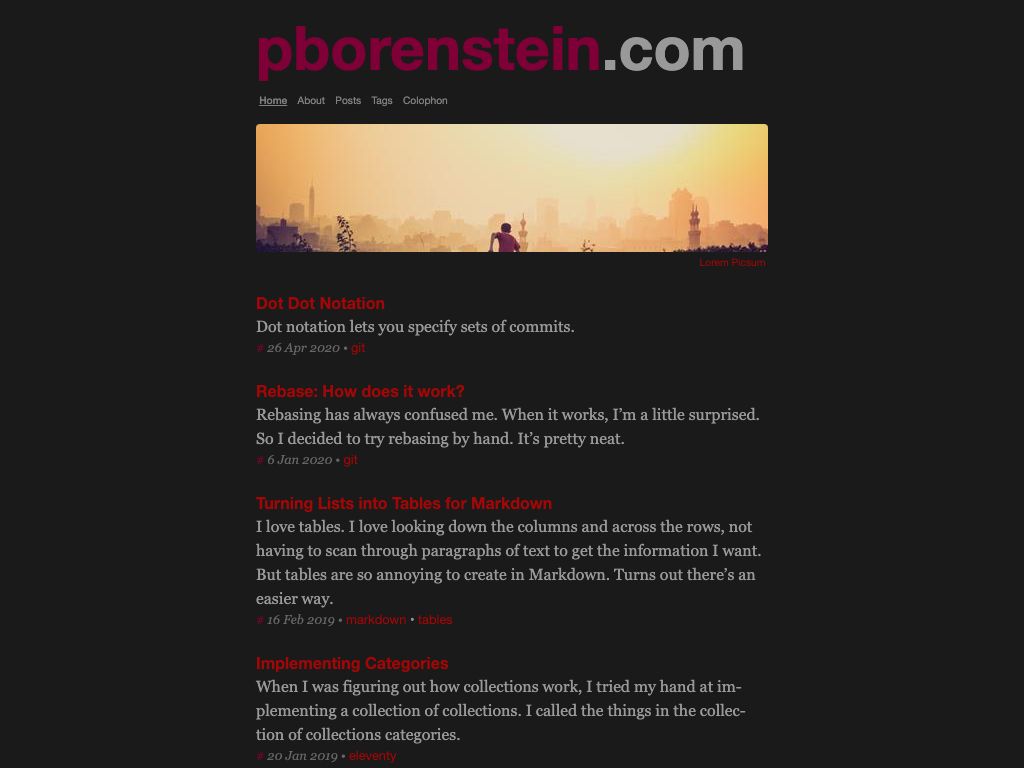 pborenstein.com
Home About Posts Tags Colophon
Lorem Picsum
Dot Dot Notation
Dot notation lets you specify sets of commits.
# 26 Apr 2020 • git
Rebase: How does it work?
Rebasing has always confused me. When it works, I’m a little surprised.
So I decided to try rebasing by hand. It’s pretty neat.
# 6 Jan 2020 • git
Turning Lists into Tables for Markdown
I love tables. I love looking down the columns and across the rows, not
having to scan through paragraphs of text to get the information I want.
But tables are so annoying to create in Markdown. Turns out there’s an
easier way.
# 16 Feb 2019 • markdown • tables
Implementing Categories
When I was figuring out how collections work, I tried my hand at im-
plementing a collection of collections. I called the things in the collec-
tion of collections categories.
# 20 Jan 2019 • eleventy